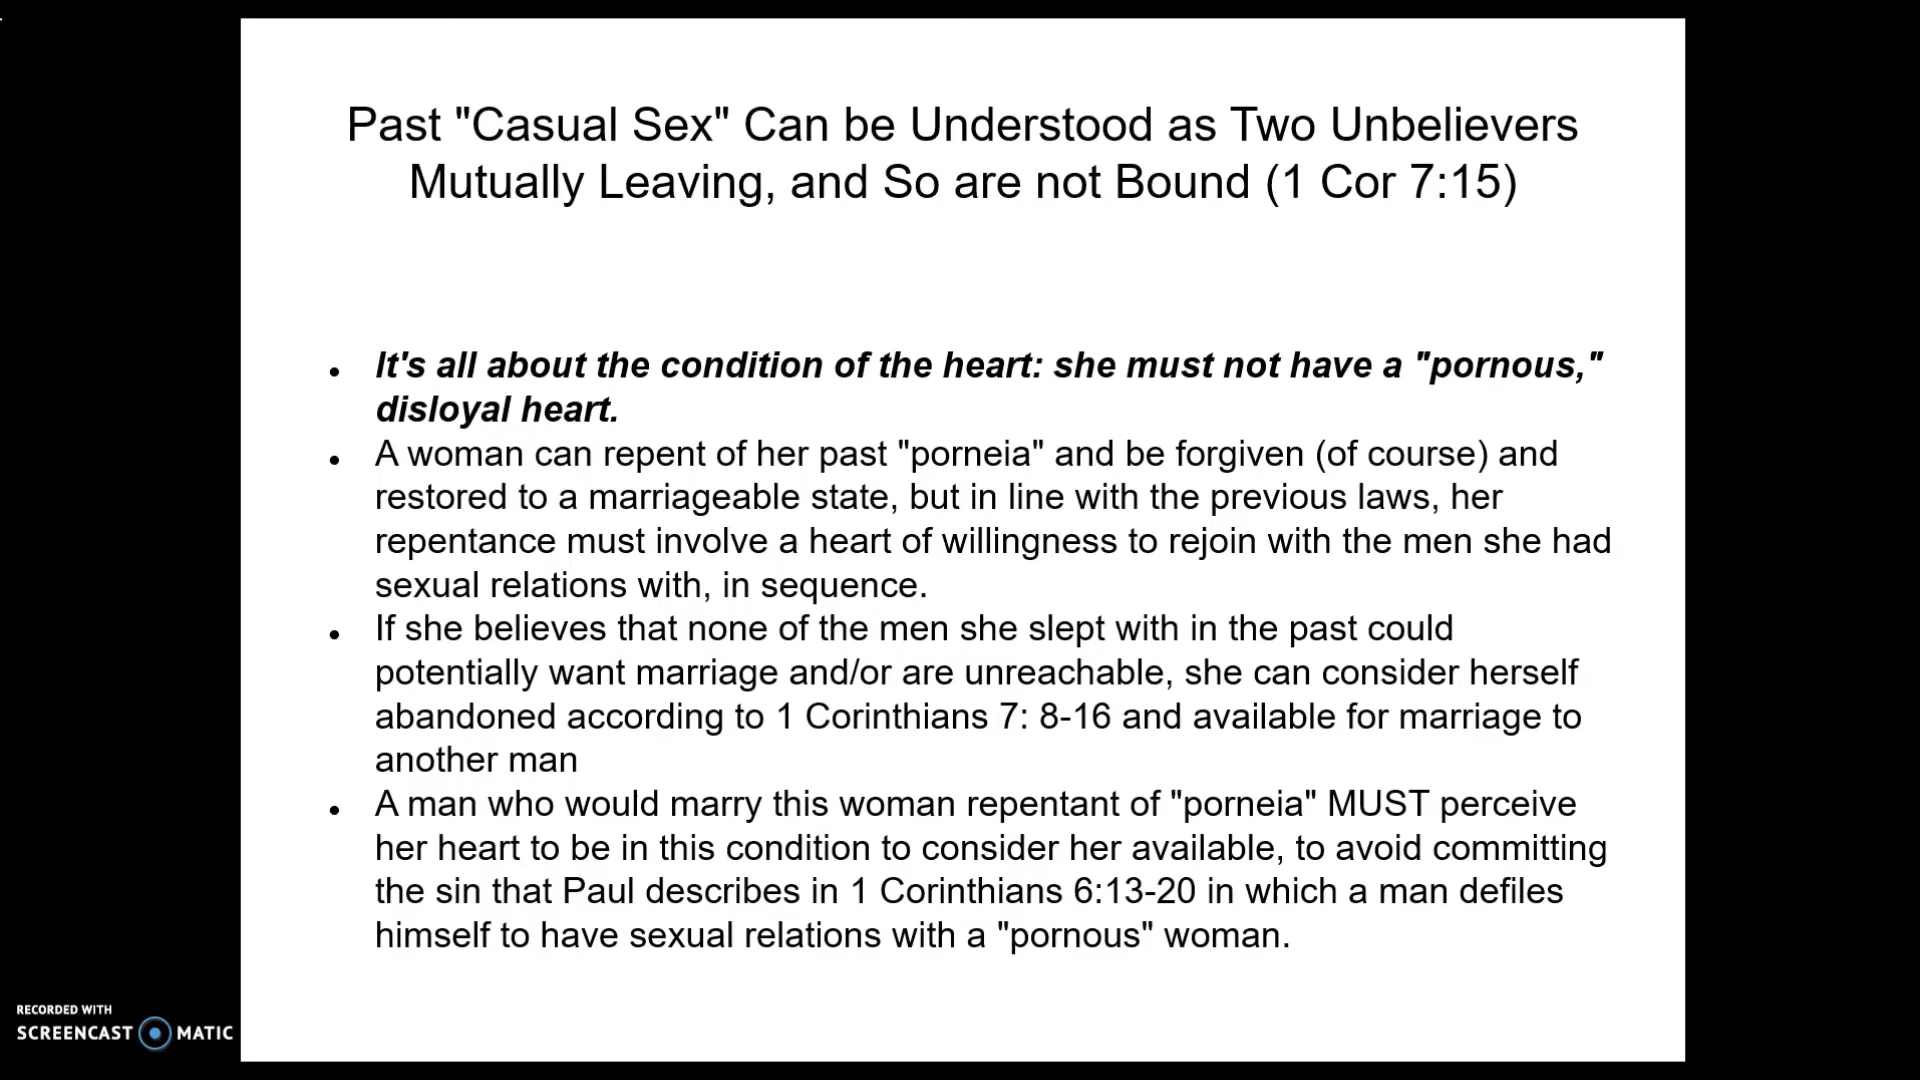 Past "Casual Sex" Can be Understood as Two Unbelievers
Mutually Leaving, and So are not Bound (1 Cor 7:15)
• It's all about the condition of the heart: she must not have a "pornous,"
disloyal heart.
• A woman can repent of her past "porneia" and be forgiven (of course) and
restored to a marriageable state, but in line with the previous laws, her
repentance must involve a heart of willingness to rejoin with the men she had
sexual relations with, in sequence.
• If she believes that none of the men she slept with in the past could
potentially want marriage and/or are unreachable, she can consider herself
abandoned according to 1 Corinthians 7: 8-16 and available for marriage to
another man
• A man who would marry this woman repentant of "porneia" MUST perceive
her heart to be in this condition to consider her available, to avoid committing
the sin that Paul describes in 1 Corinthians 6:13-20 in which a man defiles
himself to have sexual relations with a "pornous" woman.
RECORDED WITH
SCREENCAST MATIC